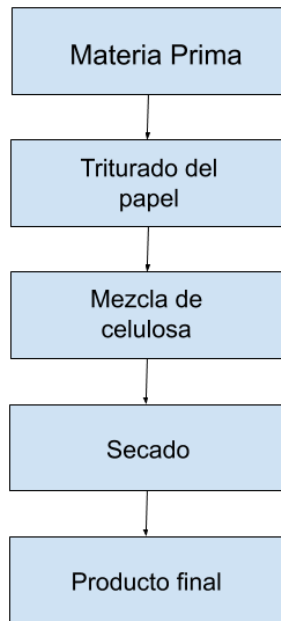 Materia Prima
Triturado del
papel
Mezcla de
celulosa
Secado
Producto final